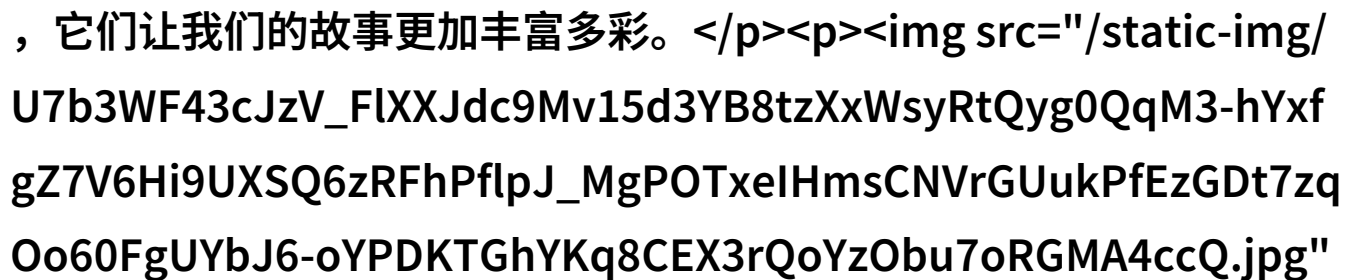 ，它们让我们的故事更加丰富多彩。</p><p><img src="/static-img/
U7b3WF43cJzV_FlXXJdc9Mv15d3YB8tzXxWsyRtQyg0QqM3-hYxf
gZ7V6Hi9UXSQ6zRFhPflpJ_MgPOTxeIHmsCNVrGUukPfEzGDt7zq
Oo60FgUYbJ6-oYPDKTGhYKq8CEX3rQoYzObu7oRGMA4ccQ.jpg"